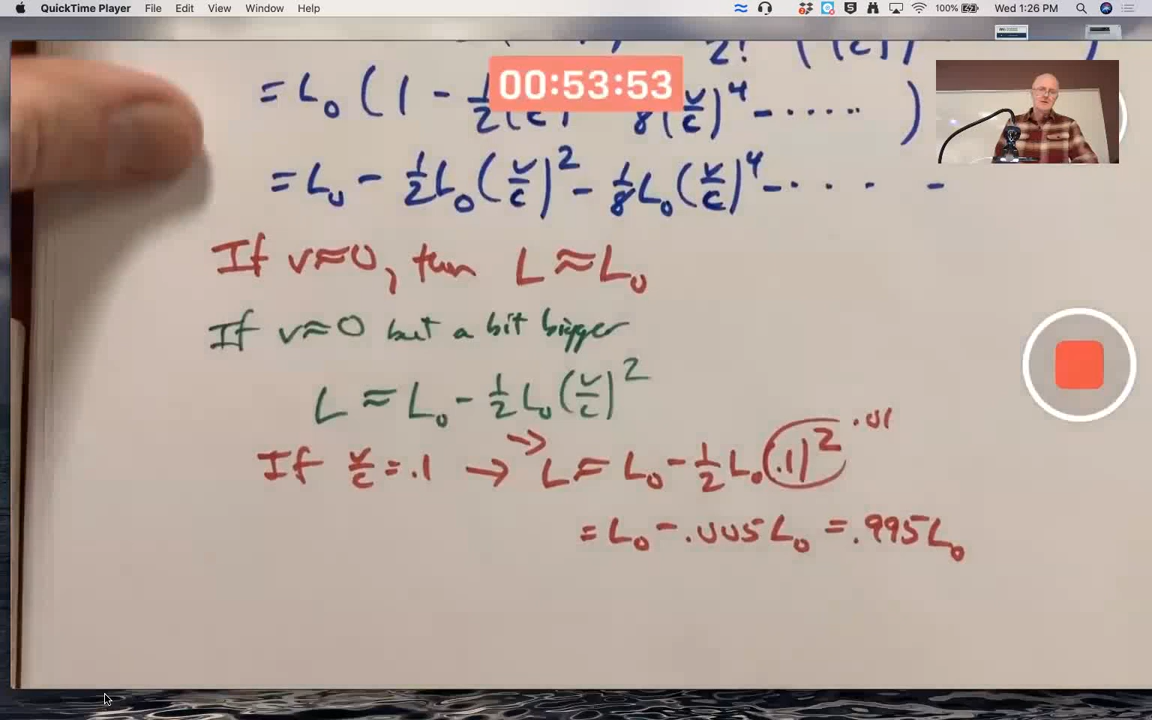 QuickTime Player File Edit View Window Help 100% Wed 1:26 PM
2!
00:53:53
= L₀ (1 - 1/2 (v/c) 1/8 (v/c)⁴ - ..... )
= L₀ - 1/2 L₀ (v/c)² - 1/8 L₀ (v/c)⁴ - . . . -
If v≈0, then L ≈ L₀
If v≈0 but a bit bigger
L ≈ L₀ - 1/2 L₀ (v/c)²
If v/c = .1 → → L ≈ L₀ - 1/2 L₀ (.1)² .01
= L₀ - .005 L₀ = .995 L₀